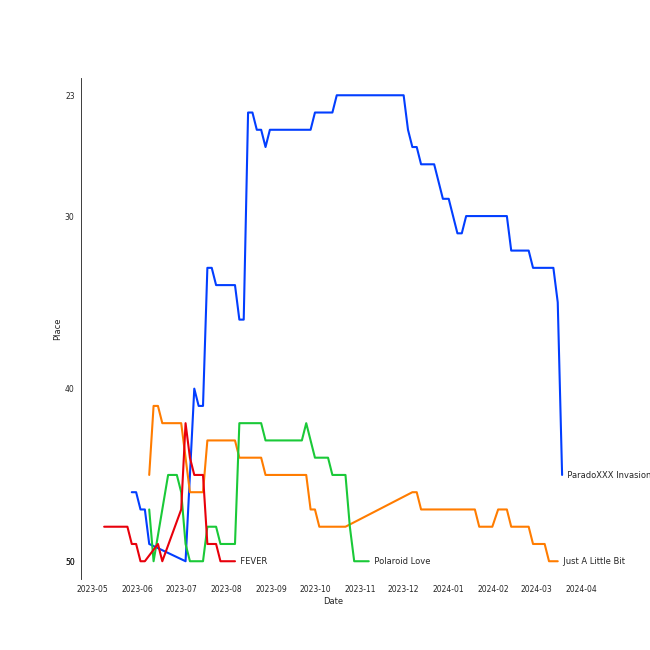 23
30
Place
40
ParadoXXX Invasion
50
FEVER
Polaroid Love
Just A Little Bit
2023-05 2023-06 2023-07 2023-08 2023-09 2023-10 2023-11 2023-12 2024-01 2024-02 2024-03 2024-04
Date